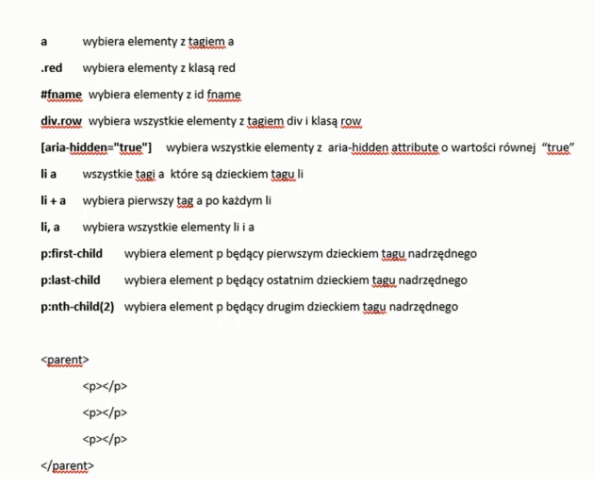 a wybiera elementy z tagiem a
.red wybiera elementy z klasą red
#fname wybiera elementy z id fname
div.row wybiera wszystkie elementy z tagiem div i klasą row
[aria-hidden="true"] wybiera wszystkie elementy z aria-hidden attribute o wartości równej “true”
li a wszystkie tagi a które są dzieckiem tagu li
li + a wybiera pierwszy tag a po każdym li
li, a wybiera wszystkie elementy li i a
p:first-child wybiera element p będący pierwszym dzieckiem tagu nadrzędnego
p:last-child wybiera element p będący ostatnim dzieckiem tagu nadrzędnego
p:nth-child(2) wybiera element p będący drugim dzieckiem tagu nadrzędnego
<parent>
<p></p>
<p></p>
<p></p>
</parent>